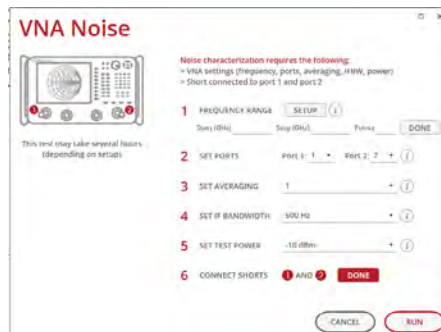 VNA Noise
Noise characterization requires the following:
> VNA settings (frequency, ports, averaging, IFBW, power)
> Short connected to port 1 and port 2
1 FREQUENCY RANGE SETUP i
Start (GHz) Stop (GHz) Points DONE
This test may take several hours
(depending on setup).
2 SET PORTS Port 1: 1 Port 2: 2 i
3 SET AVERAGING 1 i
4 SET IF BANDWIDTH 500 Hz i
5 SET TEST POWER -10 dBm i
6 CONNECT SHORTS 1 AND 2 DONE
CANCEL RUN